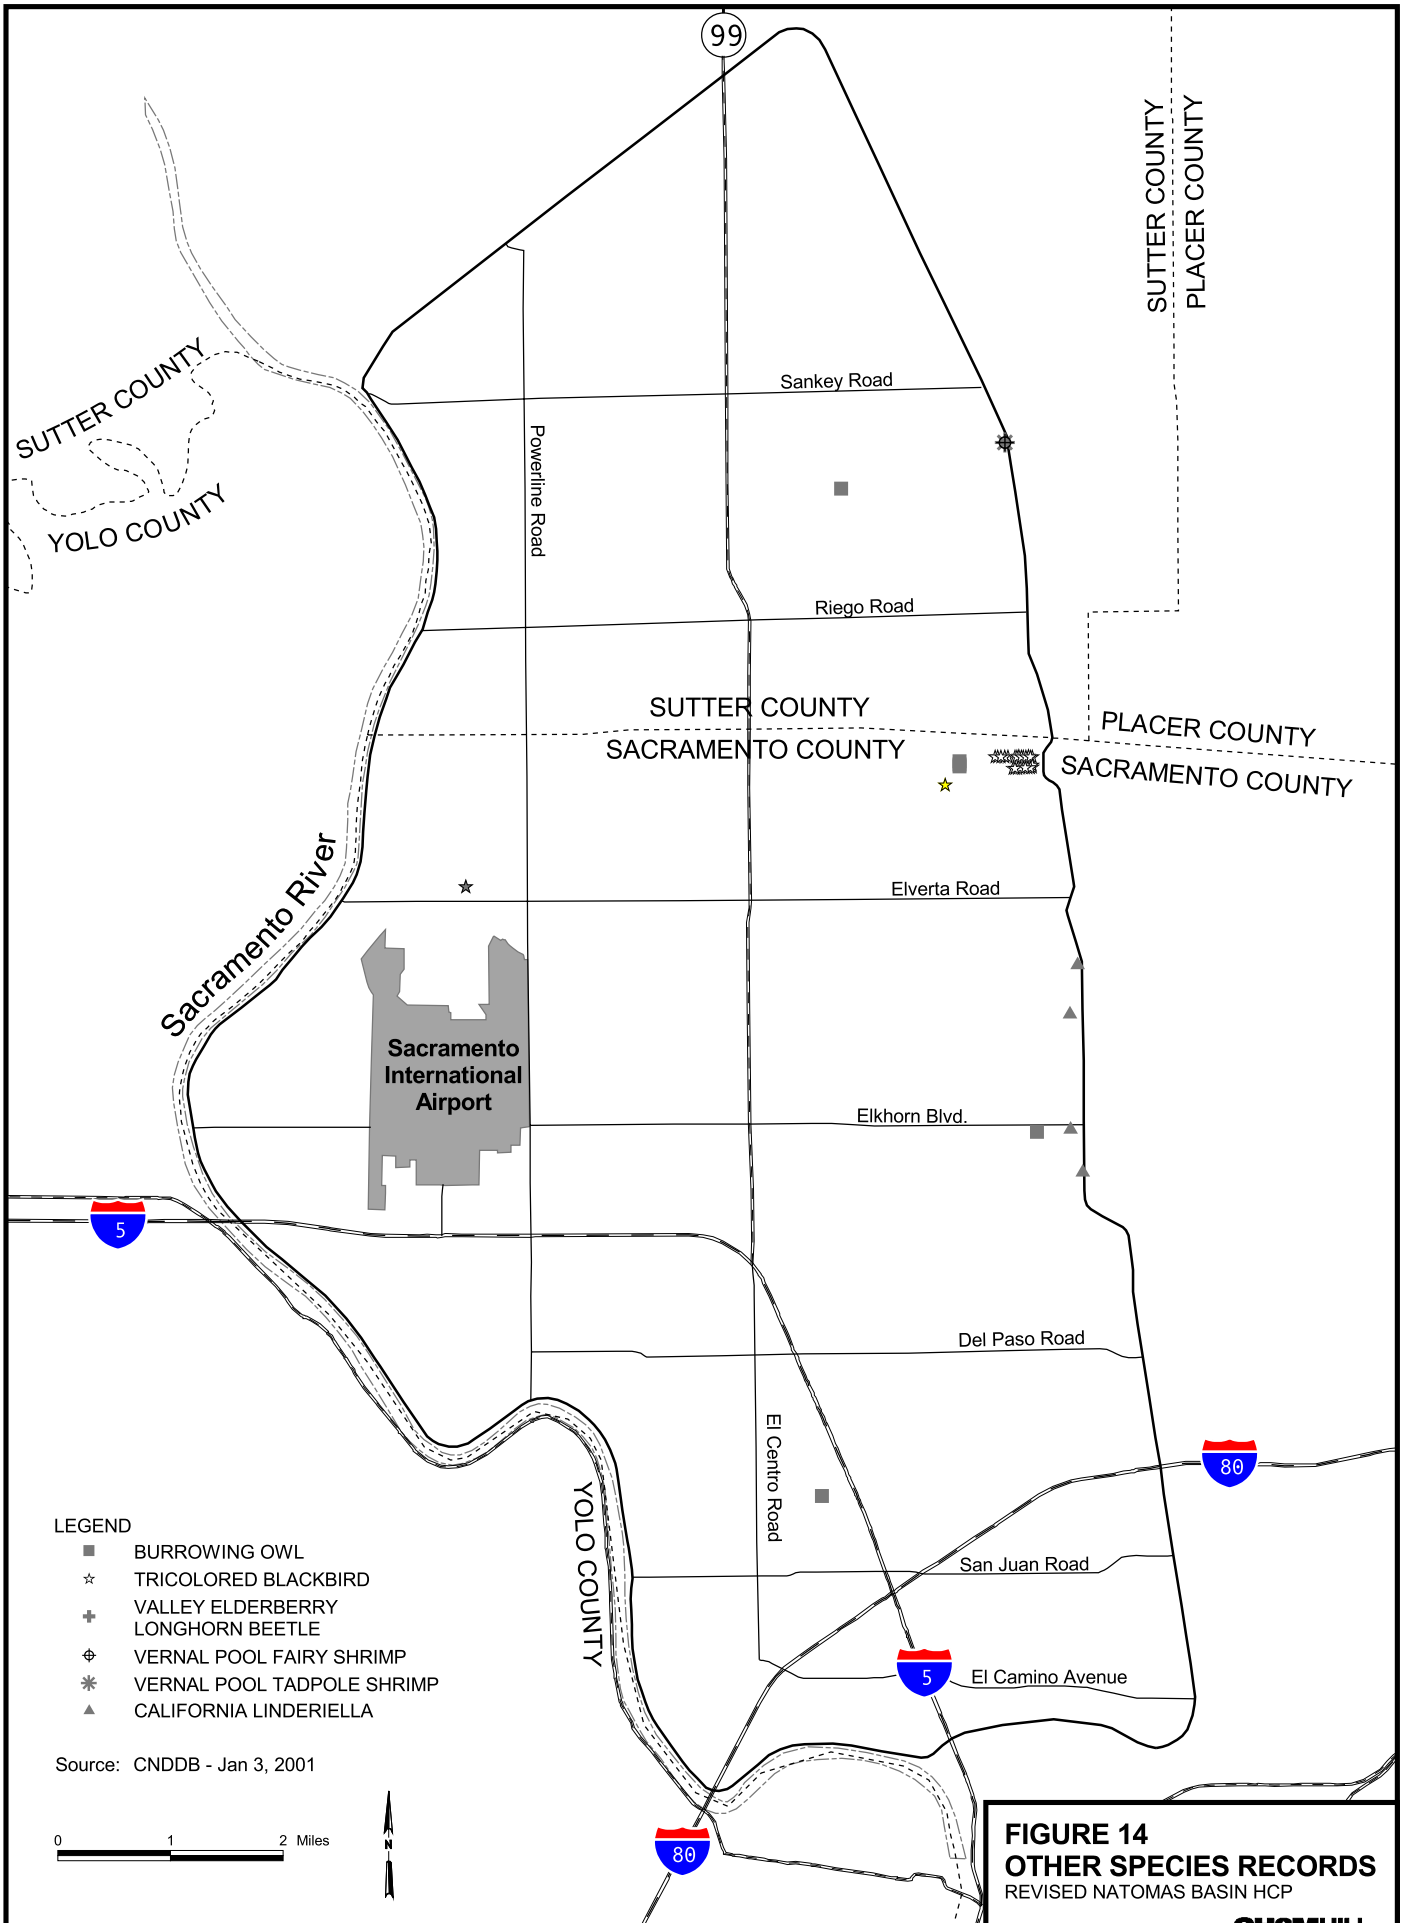 99
SUTTER COUNTY
PLACER COUNTY
SUTTER COUNTY
YOLO COUNTY
Sankey Road
Powerline Road
Riego Road
SUTTER COUNTY
SACRAMENTO COUNTY
PLACER COUNTY
SACRAMENTO COUNTY
Sacramento River
Elverta Road
Sacramento
International
Airport
Elkhorn Blvd.
5
Del Paso Road
El Centro Road
80
YOLO COUNTY
San Juan Road
5
El Camino Avenue
80
LEGEND
BURROWING OWL
TRICOLORED BLACKBIRD
VALLEY ELDERBERRY
LONGHORN BEETLE
VERNAL POOL FAIRY SHRIMP
VERNAL POOL TADPOLE SHRIMP
CALIFORNIA LINDERIELLA
Source: CNDDB - Jan 3, 2001
0 1 2 Miles
N
FIGURE 14
OTHER SPECIES RECORDS
REVISED NATOMAS BASIN HCP